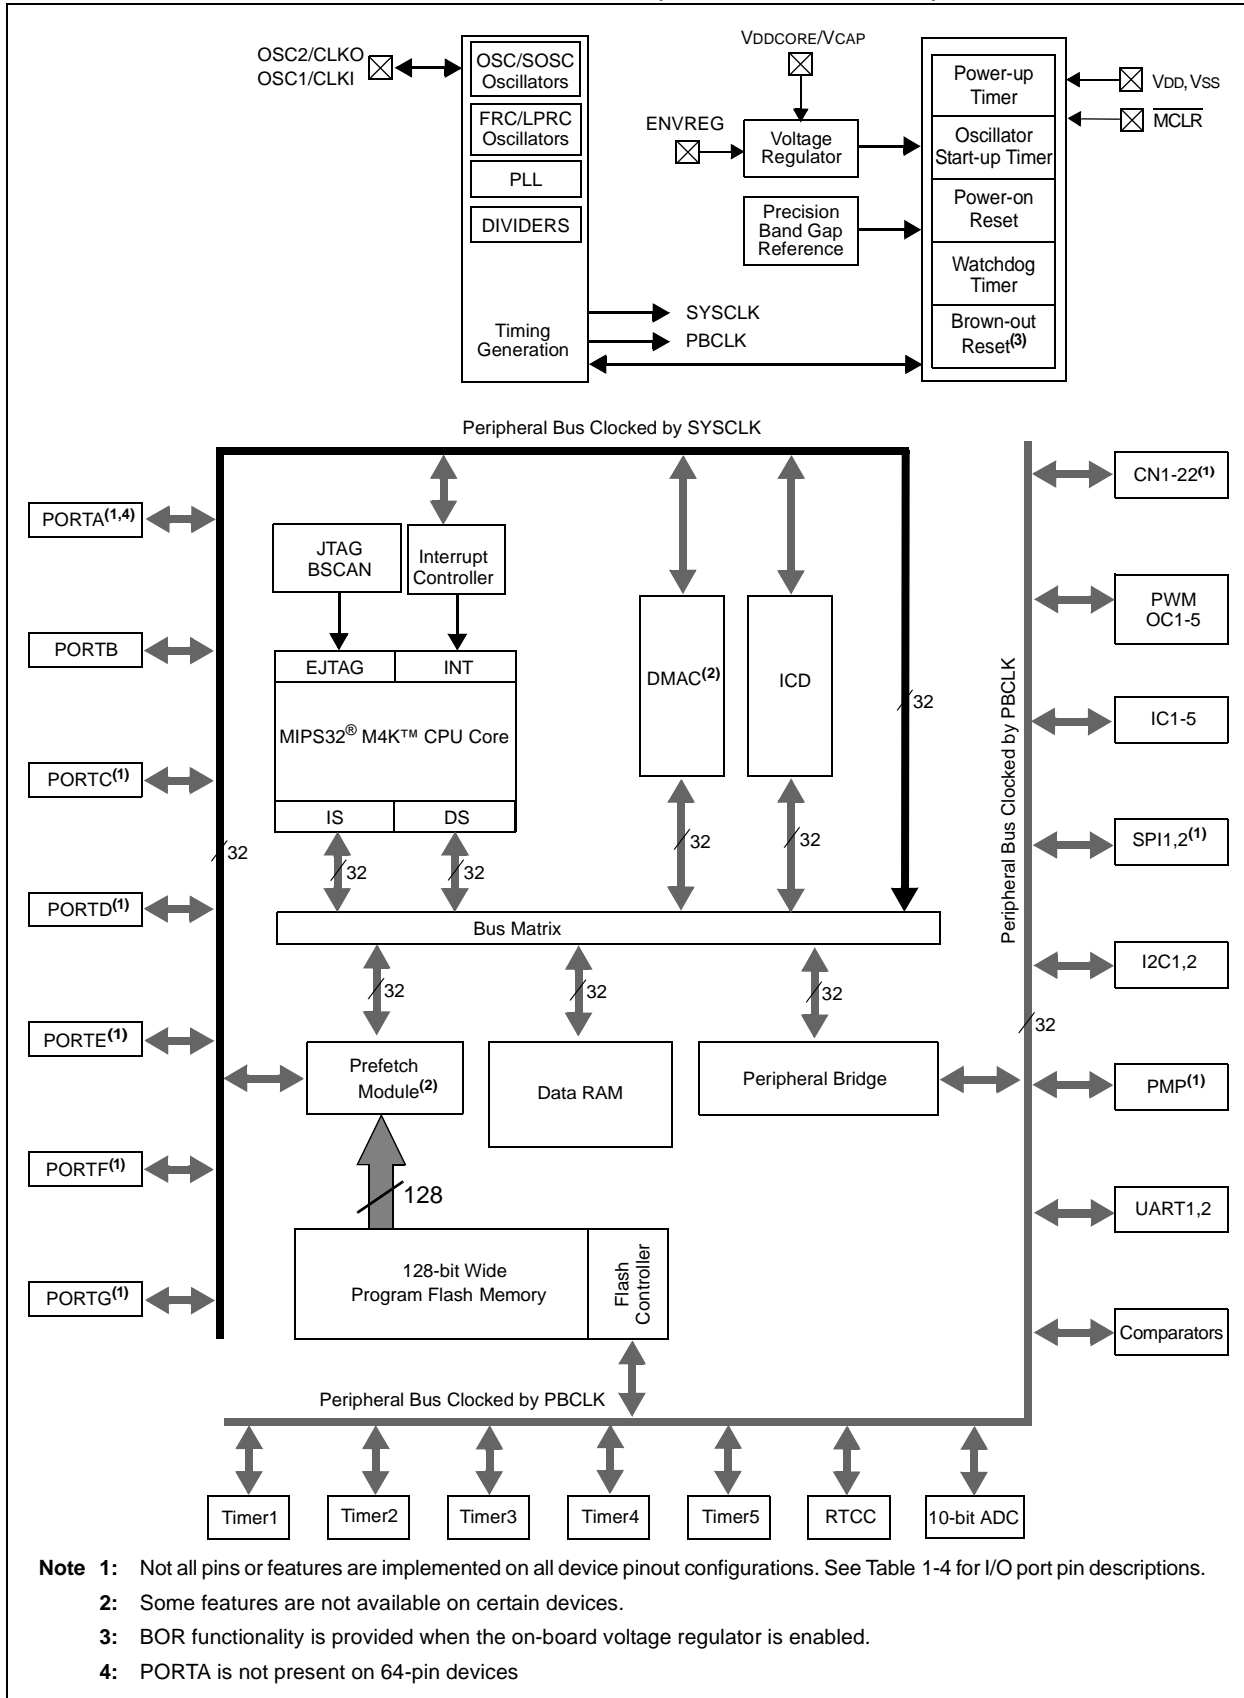 OSC2/CLKO
OSC1/CLKI
OSC/SOSC
Oscillators
FRC/LPRC
Oscillators
PLL
DIVIDERS
Timing
Generation
SYSCLK
PBCLK
VDDCORE/VCAP
ENVREG
Voltage
Regulator
Precision
Band Gap
Reference
Power-up
Timer
Oscillator
Start-up Timer
Power-on
Reset
Watchdog
Timer
Brown-out
Reset(3)
VDD, VSS
MCLR
Peripheral Bus Clocked by SYSCLK
PORTA(1,4)
PORTB
PORTC(1)
PORTD(1)
PORTE(1)
PORTF(1)
PORTG(1)
32
JTAG
BSCAN
Interrupt
Controller
EJTAG
INT
MIPS32® M4K™ CPU Core
IS
DS
32
32
DMAC(2)
ICD
32
32
32
Bus Matrix
32
32
32
Prefetch
Module(2)
Data RAM
Peripheral Bridge
128
128-bit Wide
Program Flash Memory
Flash
Controller
Peripheral Bus Clocked by PBCLK
32
CN1-22(1)
PWM
OC1-5
IC1-5
SPI1,2(1)
I2C1,2
PMP(1)
UART1,2
Comparators
Peripheral Bus Clocked by PBCLK
Timer1
Timer2
Timer3
Timer4
Timer5
RTCC
10-bit ADC
Note 1: Not all pins or features are implemented on all device pinout configurations. See Table 1-4 for I/O port pin descriptions.
2: Some features are not available on certain devices.
3: BOR functionality is provided when the on-board voltage regulator is enabled.
4: PORTA is not present on 64-pin devices